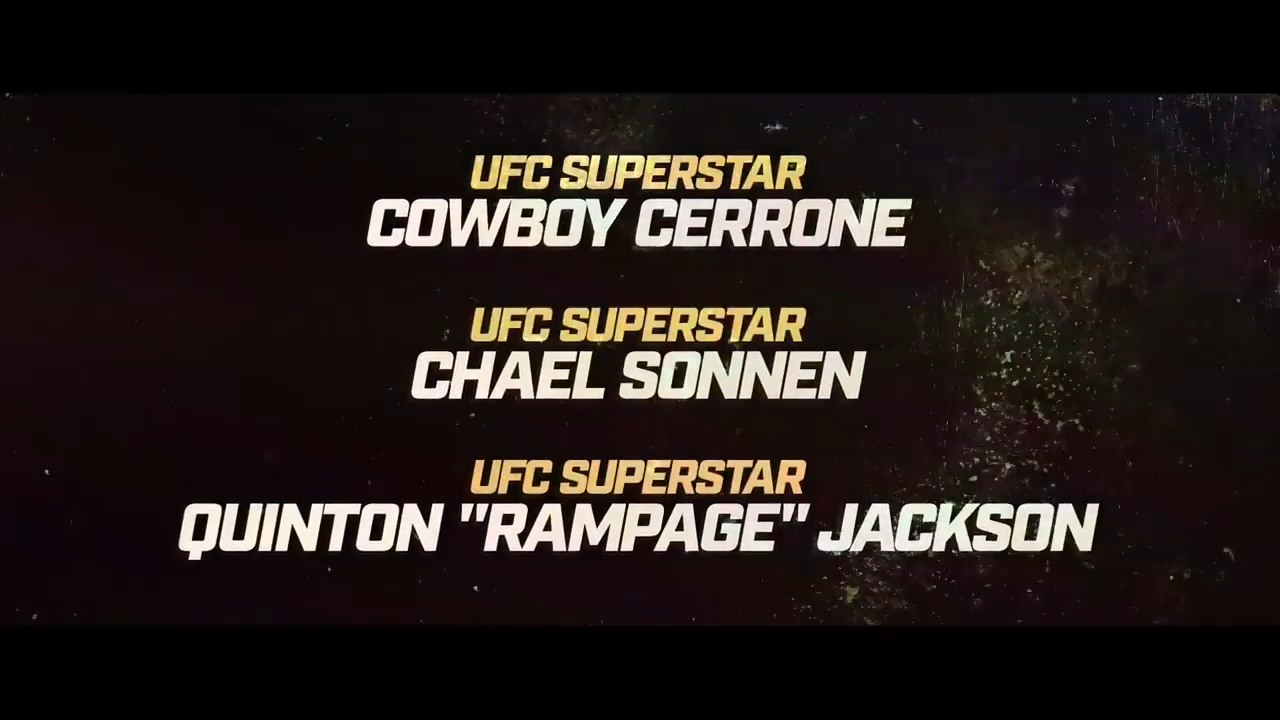 UFC SUPERSTAR
COWBOY CERRONE
UFC SUPERSTAR
CHAEL SONNEN
UFC SUPERSTAR
QUINTON "RAMPAGE" JACKSON